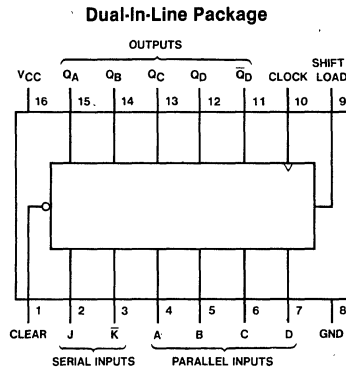 Dual-In-Line Package
OUTPUTS
VCC QA QB QC QD Q̅D CLOCK SHIFT LOAD
16 15 14 13 12 11 10 9
1 2 3 4 5 6 7 8
CLEAR J K̅ A B C D GND
SERIAL INPUTS PARALLEL INPUTS